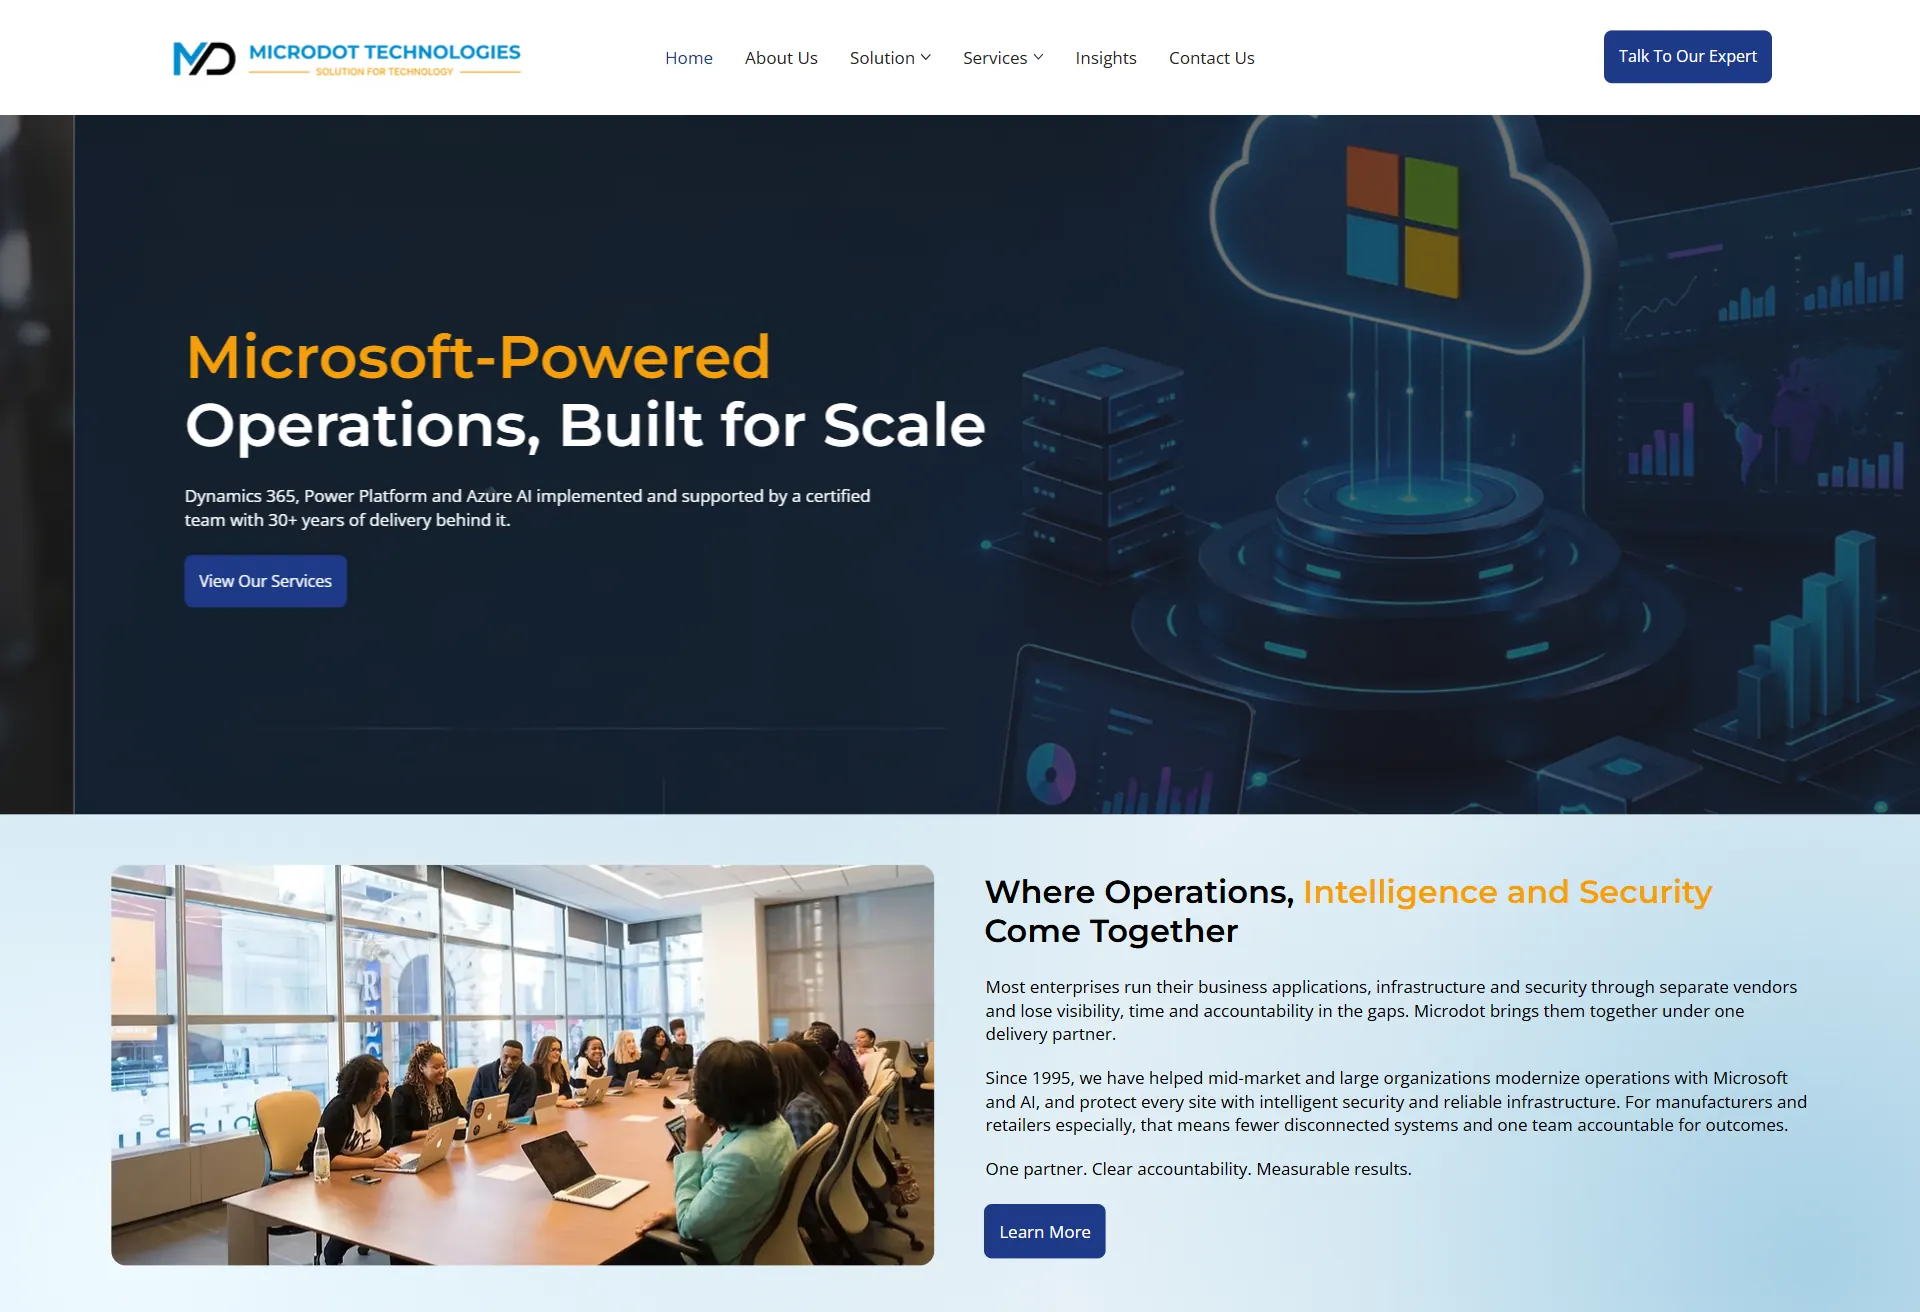 MICRODOT TECHNOLOGIES
SOLUTION FOR TECHNOLOGY
Home
About Us
Solution
Services
Insights
Contact Us
Talk To Our Expert
Microsoft-Powered
Operations, Built for Scale
Dynamics 365, Power Platform and Azure AI implemented and supported by a certified
team with 30+ years of delivery behind it.
View Our Services
Where Operations, Intelligence and Security
Come Together
Most enterprises run their business applications, infrastructure and security through separate vendors
and lose visibility, time and accountability in the gaps. Microdot brings them together under one
delivery partner.
Since 1995, we have helped mid-market and large organizations modernize operations with Microsoft
and AI, and protect every site with intelligent security and reliable infrastructure. For manufacturers and
retailers especially, that means fewer disconnected systems and one team accountable for outcomes.
One partner. Clear accountability. Measurable results.
Learn More